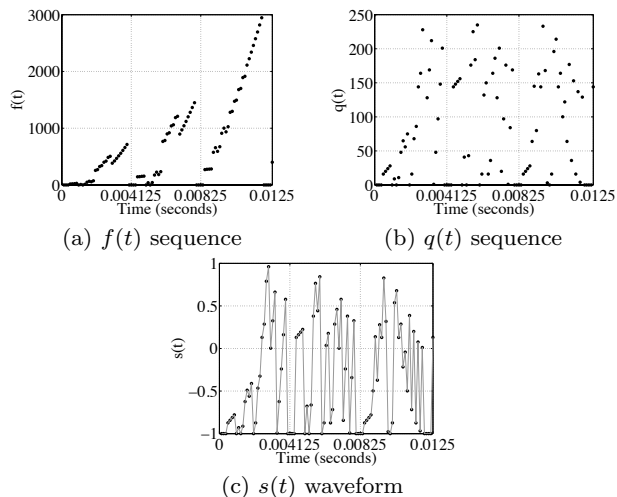 3000
2000
1000
0
f(t)
0 0.004125 0.00825 0.0125
Time (seconds)
(a) f(t) sequence
250
200
150
100
50
0
q(t)
0 0.004125 0.00825 0.0125
Time (seconds)
(b) q(t) sequence
1
0.5
0
−0.5
−1
s(t)
0 0.004125 0.00825 0.0125
Time (seconds)
(c) s(t) waveform